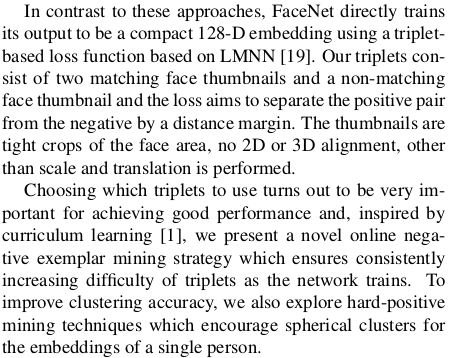 In contrast to these approaches, FaceNet directly trains
its output to be a compact 128-D embedding using a triplet-
based loss function based on LMNN [19]. Our triplets con-
sist of two matching face thumbnails and a non-matching
face thumbnail and the loss aims to separate the positive pair
from the negative by a distance margin. The thumbnails are
tight crops of the face area, no 2D or 3D alignment, other
than scale and translation is performed.
Choosing which triplets to use turns out to be very im-
portant for achieving good performance and, inspired by
curriculum learning [1], we present a novel online nega-
tive exemplar mining strategy which ensures consistently
increasing difficulty of triplets as the network trains. To
improve clustering accuracy, we also explore hard-positive
mining techniques which encourage spherical clusters for
the embeddings of a single person.